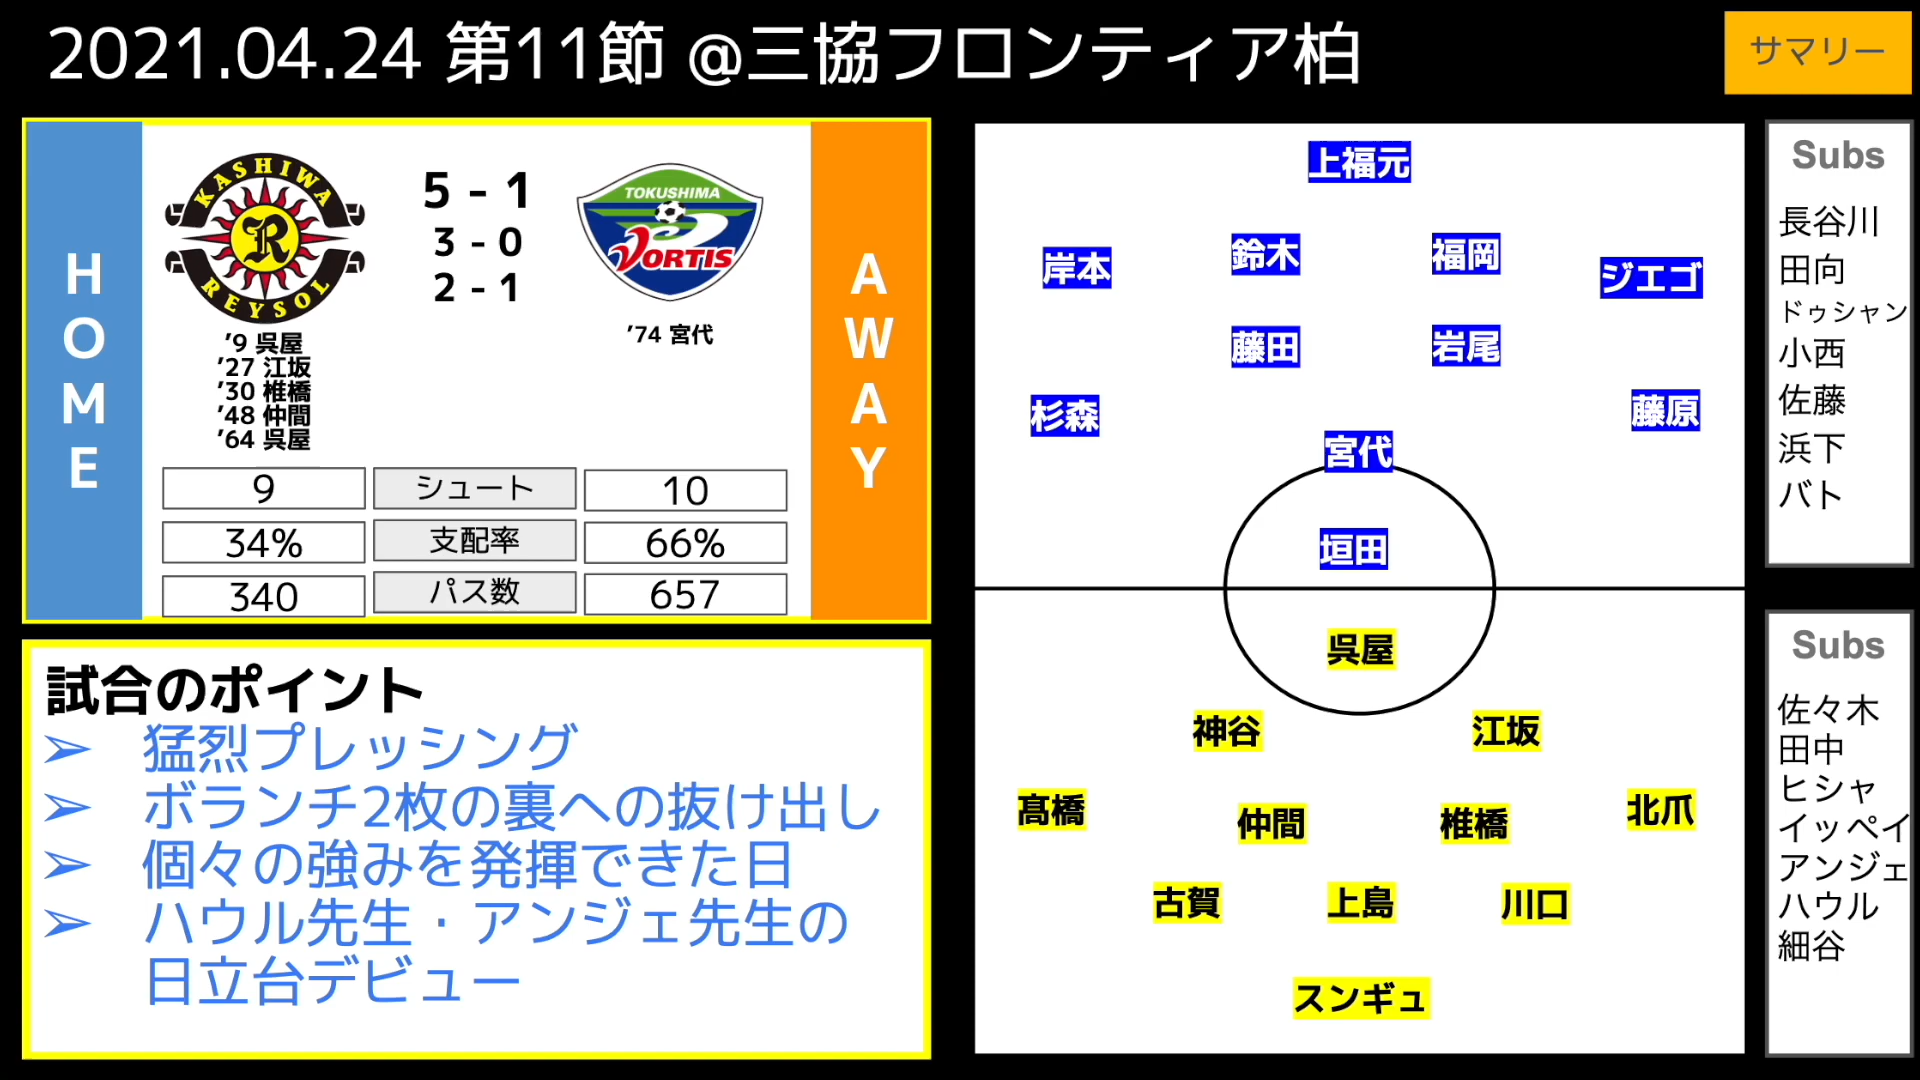 2021.04.24 第11節 @三協フロンティア柏
サマリー
HOME
KASHIWA
R
REYSOL
5 - 1
3 - 0
2 - 1
TOKUSHIMA
VORTIS
AWAY
’9 呉屋
’27 江坂
’30 椎橋
’48 仲間
’64 呉屋
’74 宮代
9 シュート 10
34% 支配率 66%
340 パス数 657
試合のポイント
➢ 猛烈プレッシング
➢ ボランチ2枚の裏への抜け出し
➢ 個々の強みを発揮できた日
➢ ハウル先生・アンジェ先生の
日立台デビュー
上福元
岸本 鈴木 福岡 ジエゴ
藤田 岩尾
杉森 藤原
宮代
垣田
呉屋
神谷 江坂
髙橋 仲間 椎橋 北爪
古賀 上島 川口
スンギュ
Subs
長谷川
田向
ドゥシャン
小西
佐藤
浜下
バト
Subs
佐々木
田中
ヒシャ
イッペイ
アンジェ
ハウル
細谷